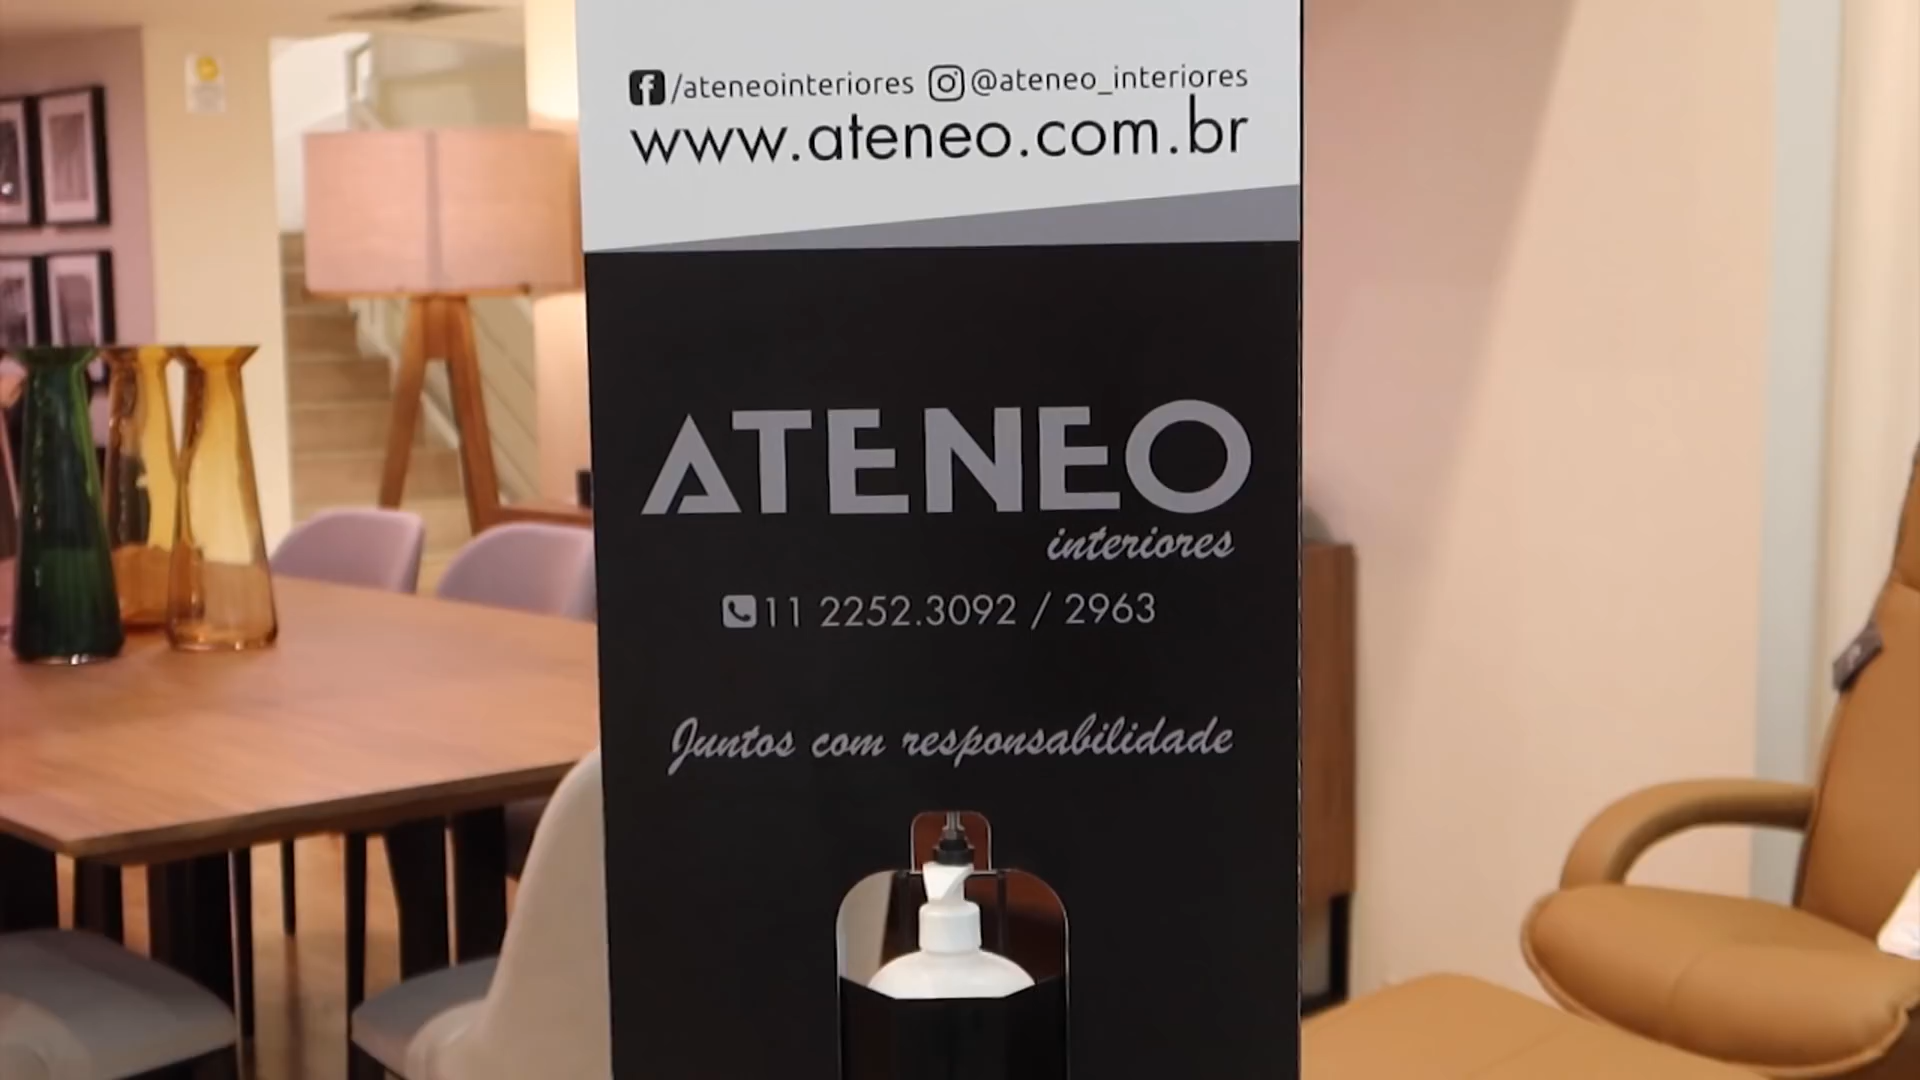 /ateneointeriores @ateneo_interiores
www.ateneo.com.br
ATENEO
interiores
11 2252.3092 / 2963
Juntos com responsabilidade